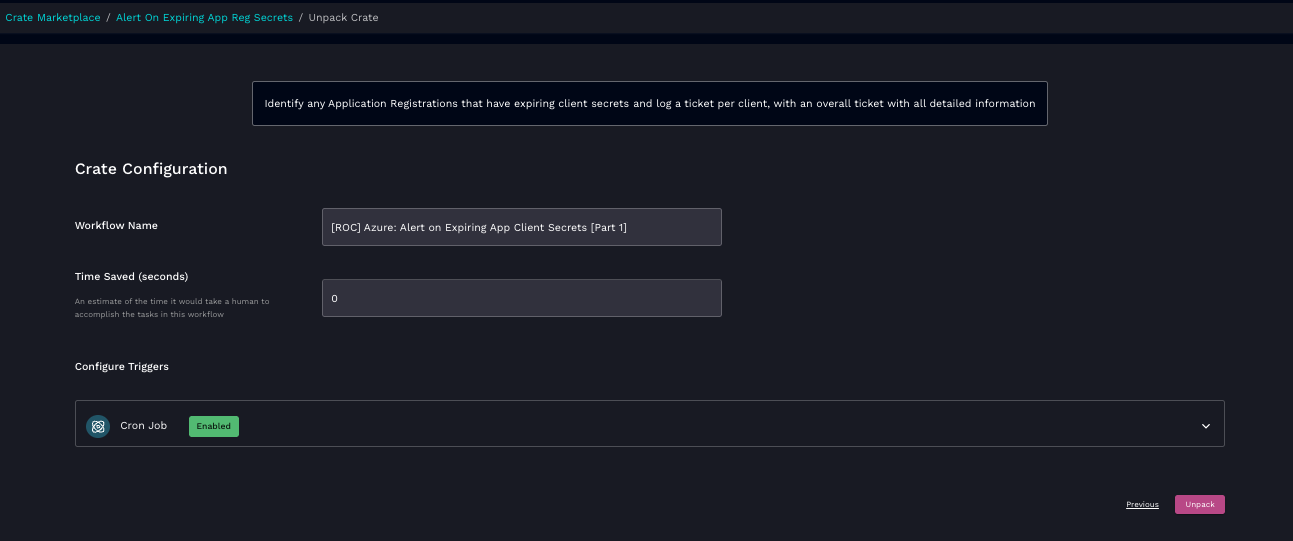 Crate Marketplace / Alert On Expiring App Reg Secrets / Unpack Crate
Identify any Application Registrations that have expiring client secrets and log a ticket per client, with an overall ticket with all detailed information
Crate Configuration
Workflow Name
[ROC] Azure: Alert on Expiring App Client Secrets [Part 1]
Time Saved (seconds)
An estimate of the time it would take a human to
accomplish the tasks in this workflow
0
Configure Triggers
Cron Job Enabled
Previous Unpack